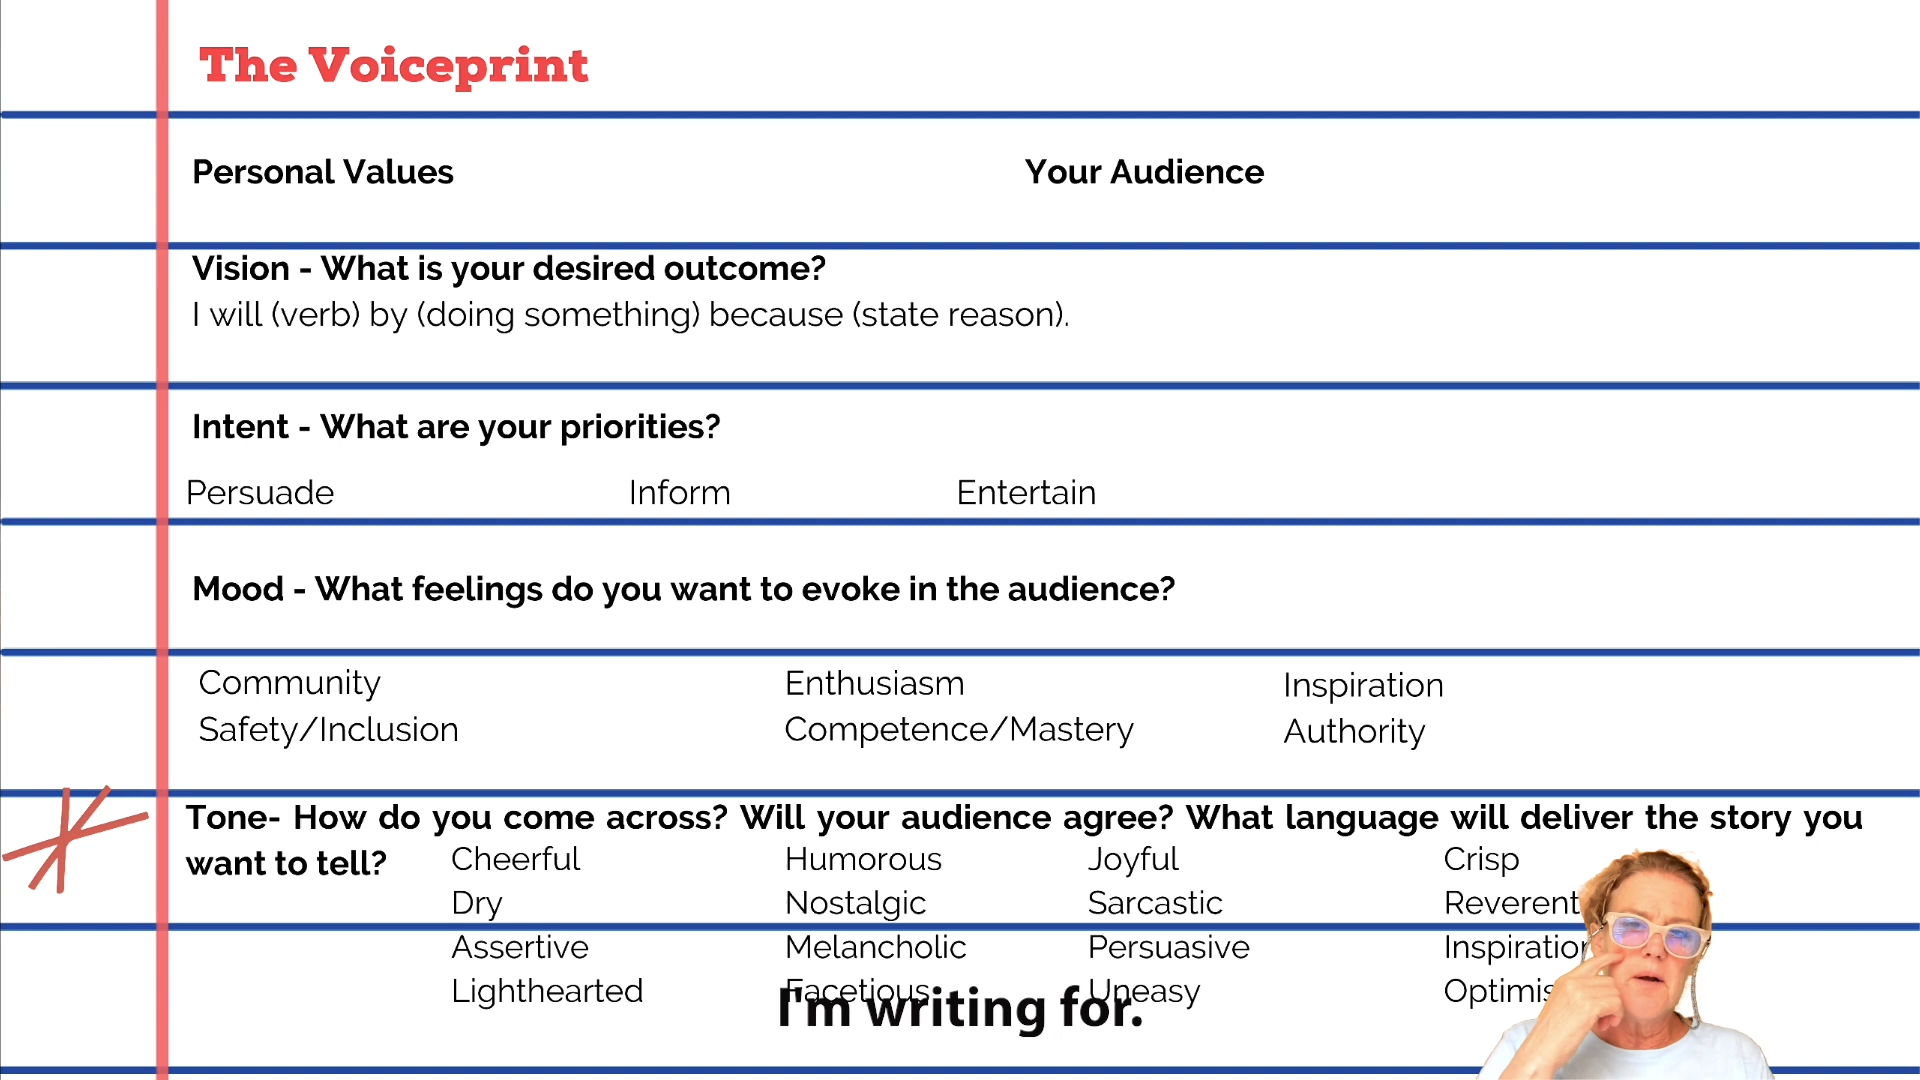 The Voiceprint
Personal Values Your Audience
Vision - What is your desired outcome?
I will (verb) by (doing something) because (state reason).
Intent - What are your priorities?
Persuade Inform Entertain
Mood - What feelings do you want to evoke in the audience?
Community Enthusiasm Inspiration
Safety/Inclusion Competence/Mastery Authority
Tone- How do you come across? Will your audience agree? What language will deliver the story you
want to tell? Cheerful Humorous Joyful Crisp
Dry Nostalgic Sarcastic Reverent
Assertive Melancholic Persuasive
Lighthearted Facetious Uneasy
I'm writing for.